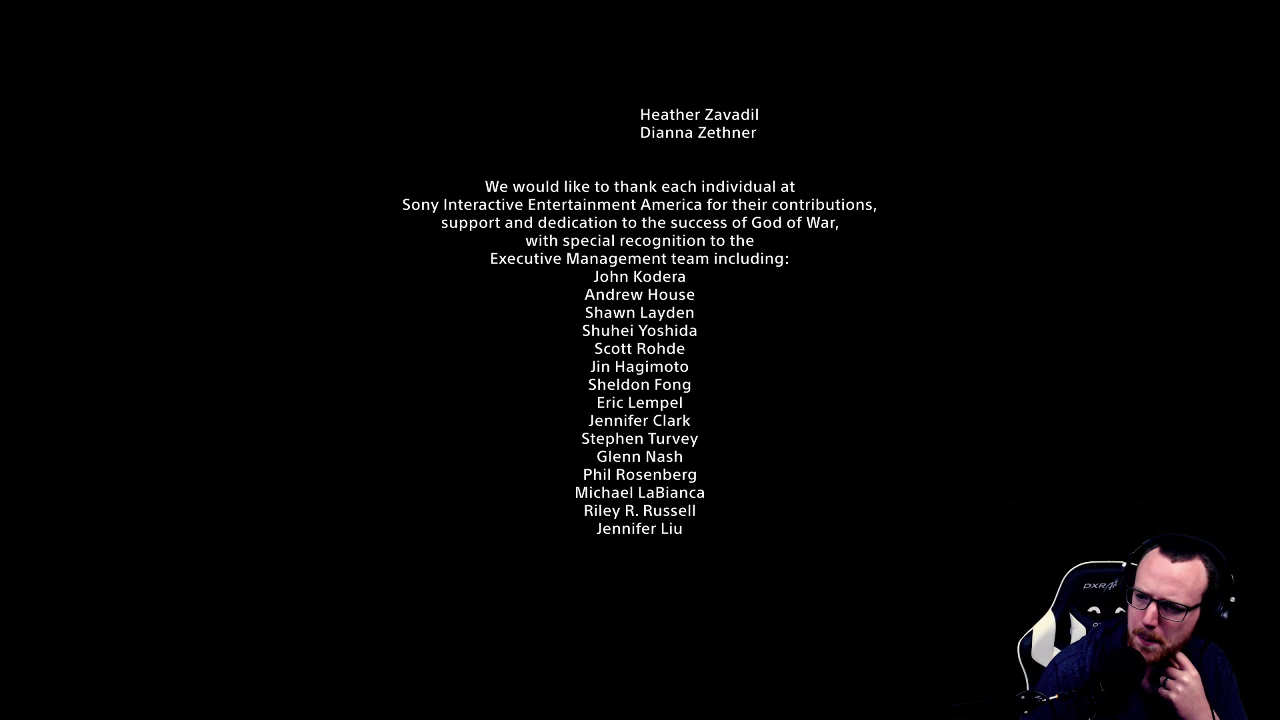 Heather Zavadil
Dianna Zethner
We would like to thank each individual at
Sony Interactive Entertainment America for their contributions,
support and dedication to the success of God of War,
with special recognition to the
Executive Management team including:
John Kodera
Andrew House
Shawn Layden
Shuhei Yoshida
Scott Rohde
Jin Hagimoto
Sheldon Fong
Eric Lempel
Jennifer Clark
Stephen Turvey
Glenn Nash
Phil Rosenberg
Michael LaBianca
Riley R. Russell
Jennifer Liu